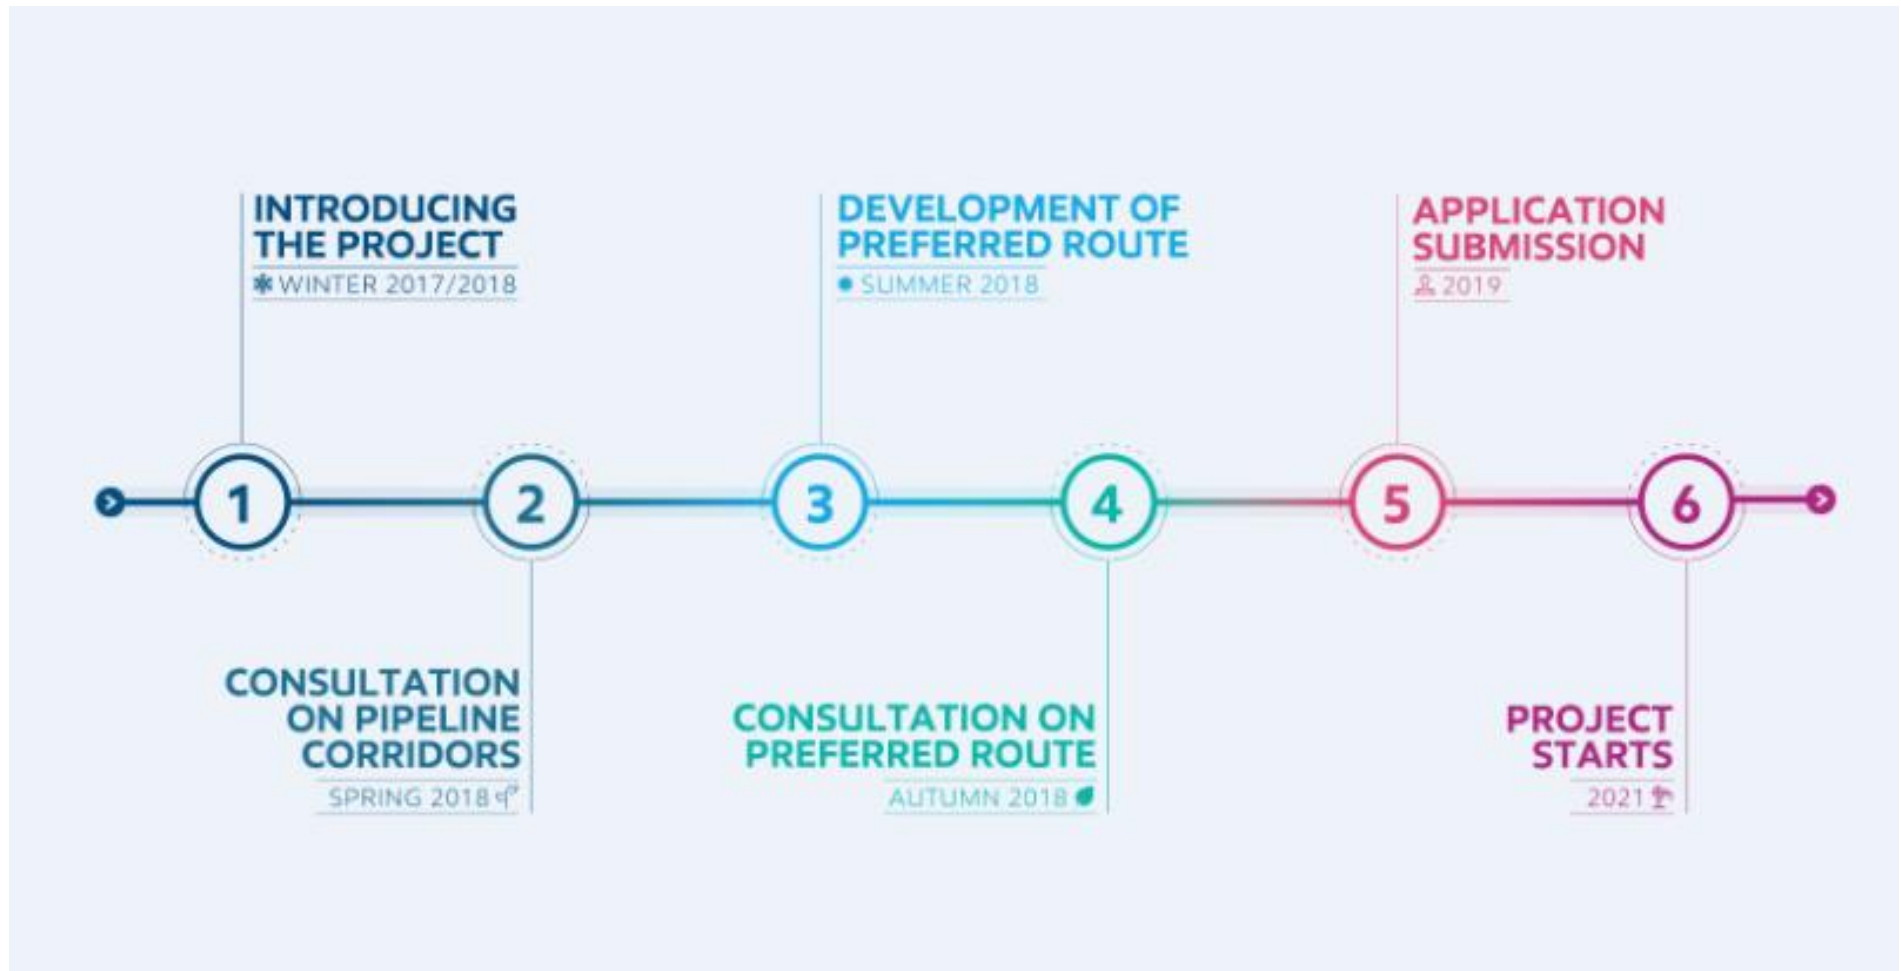 INTRODUCING
THE PROJECT
WINTER 2017/2018
DEVELOPMENT OF
PREFERRED ROUTE
SUMMER 2018
APPLICATION
SUBMISSION
2019
1
2
3
4
5
6
CONSULTATION
ON PIPELINE
CORRIDORS
SPRING 2018
CONSULTATION ON
PREFERRED ROUTE
AUTUMN 2018
PROJECT
STARTS
2021